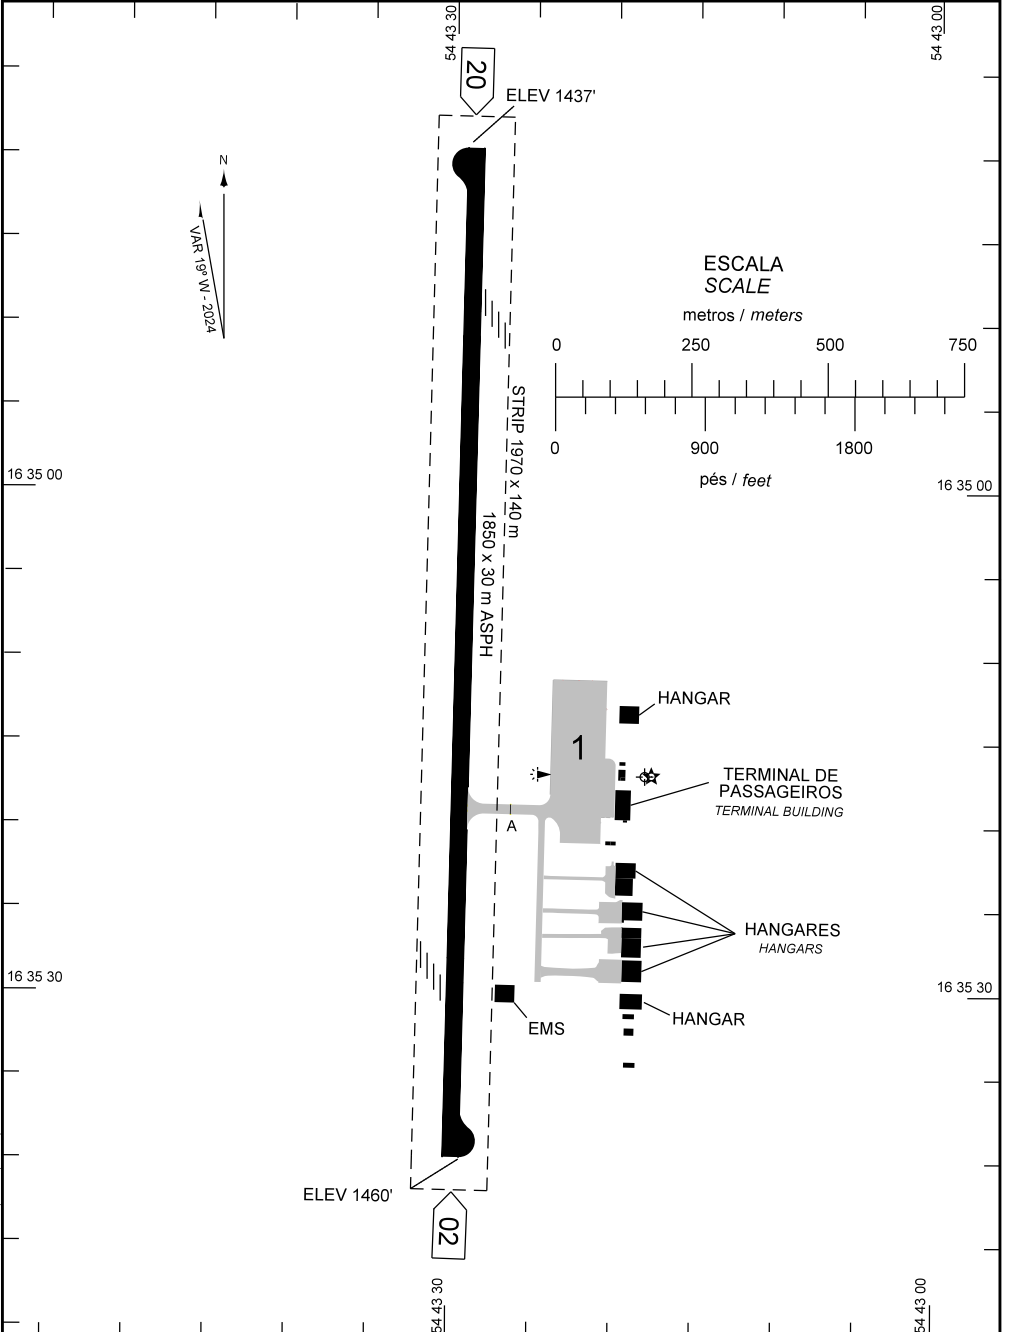 54 43 30
54 43 00
20
ELEV 1437'
N
VAR 19º W - 2024
ESCALA
SCALE
metros / meters
0 250 500 750
0 900 1800
pés / feet
STRIP 1970 x 140 m
1850 x 30 m ASPH
16 35 00
16 35 00
HANGAR
1
TERMINAL DE
PASSAGEIROS
TERMINAL BUILDING
A
HANGARES
HANGARS
16 35 30
16 35 30
HANGAR
EMS
ELEV 1460'
02
54 43 30
54 43 00